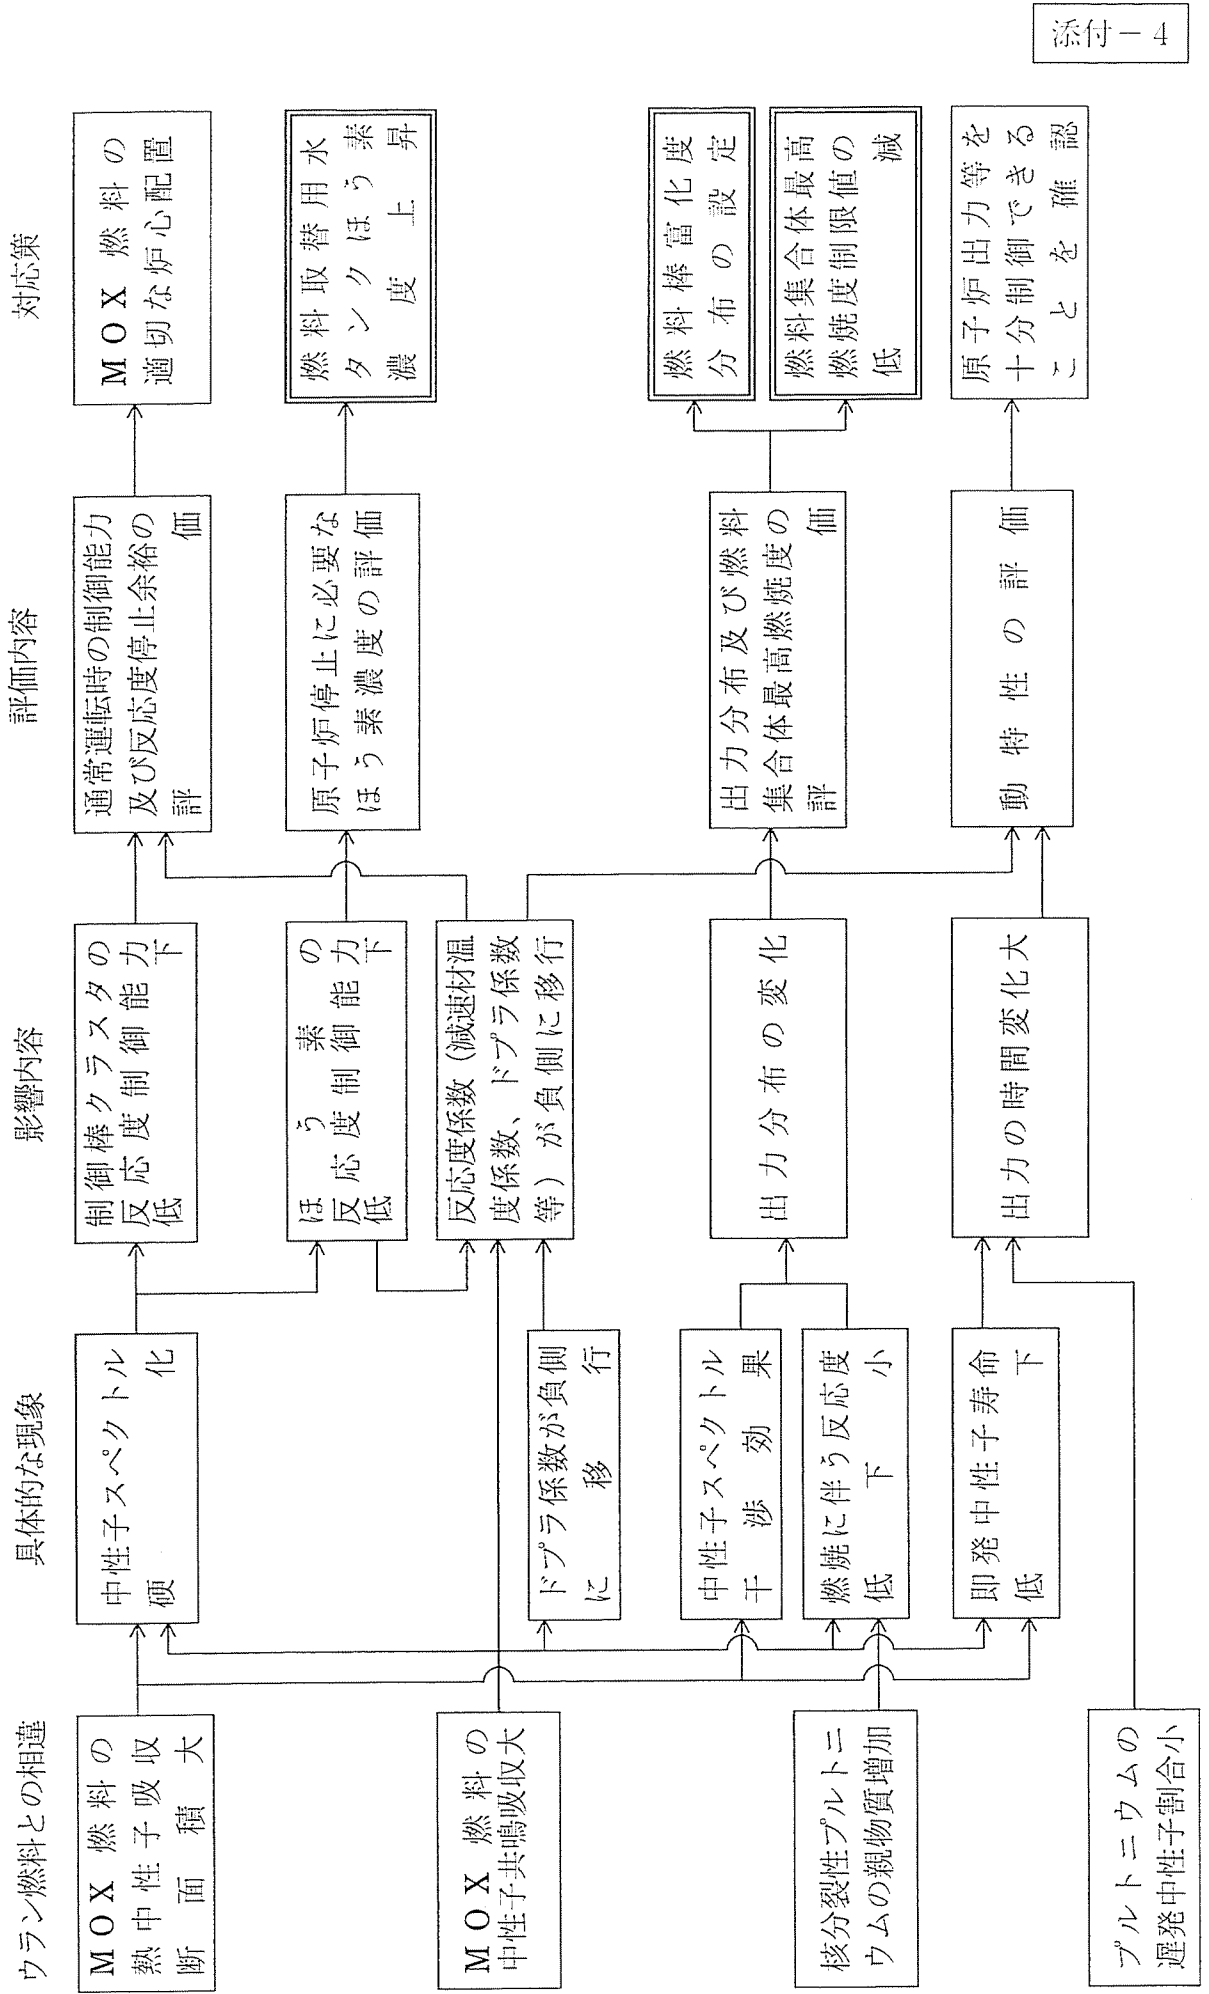 添付－4
ウラン燃料との相違
具体的な現象
影響内容
評価内容
対応策
MOX 燃料の
熱中性子吸収
断面積大
MOX 燃料の
中性子共鳴吸収大
核分裂性プルトニ
ウムの親物質増加
プルトニウムの
遅発中性子割合小
中性子スペクトル
硬化
ドプラ係数が負側
に移行
中性子スペクトル
干渉効果
燃焼に伴う反応度
低下小
即発中性子寿命
低下
制御棒クラスタの
反応度制御能力
低下
ほう素の
反応度制御能力
低下
反応度係数（減速材温
度係数、ドプラ係数
等）が負側に移行
出力分布の変化
出力の時間変化大
通常運転時の制御能力
及び反応度停止余裕の
評価
原子炉停止に必要な
ほう素濃度の評価
出力分布及び燃料
集合体最高燃焼度の
評価
動特性の評価
MOX 燃料の
適切な炉心配置
燃料取替用水
タンクほう素
濃度上昇
燃料棒富化度
分布の設定
燃料集合体最高
燃焼度制限値の
低減
原子炉出力等を
十分制御できる
ことを確認